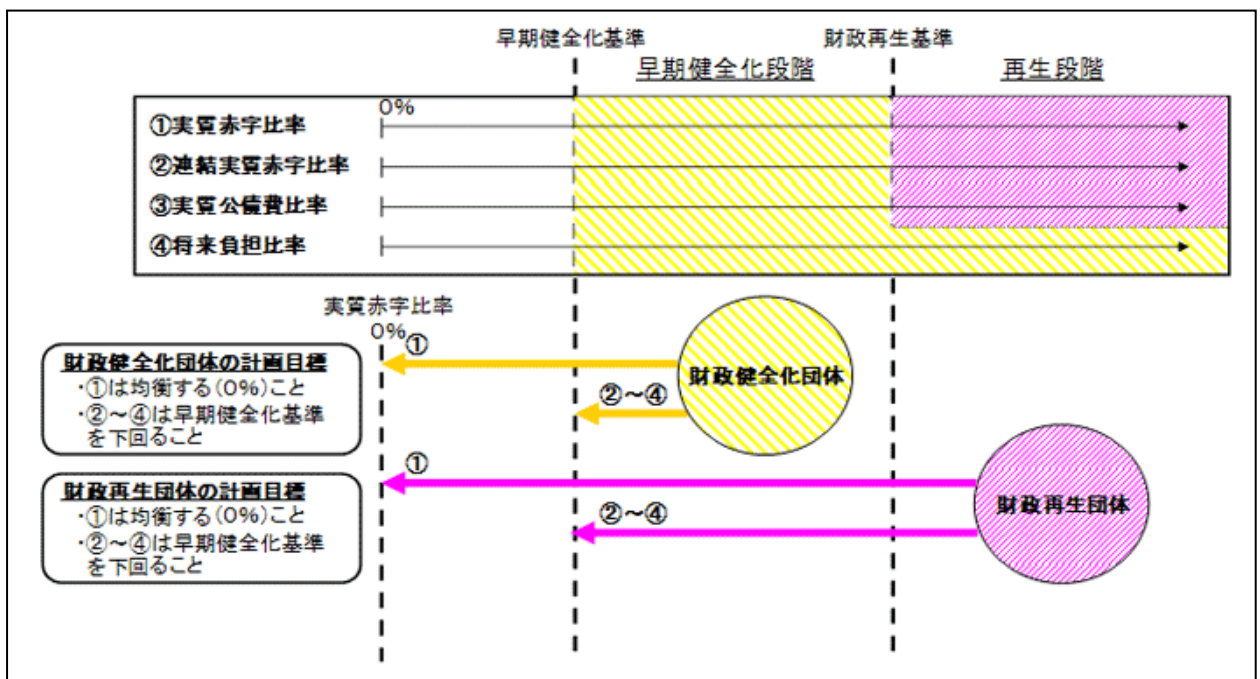 早期健全化基準
財政再生基準
早期健全化段階
再生段階
0%
①実質赤字比率
②連結実質赤字比率
③実質公債費比率
④将来負担比率
実質赤字比率
0%
財政健全化団体の計画目標
・①は均衡する(0%)こと
・②～④は早期健全化基準
を下回ること
①
②～④
財政健全化団体
財政再生団体の計画目標
・①は均衡する(0%)こと
・②～④は早期健全化基準
を下回ること
①
②～④
財政再生団体